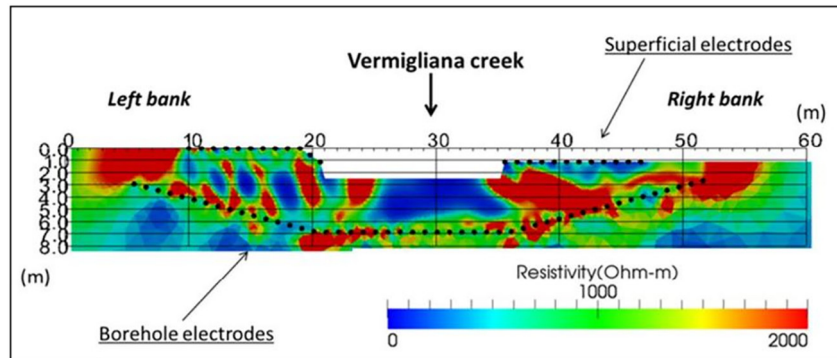 Superficial electrodes
Vermigliana creek
Left bank
Right bank
(m)
0 10 20 30 40 50 60
0.0
1.0
2.0
3.0
4.0
5.0
6.0
7.0
8.0
(m)
Resistivity(Ohm-m)
1000
0 2000
Borehole electrodes